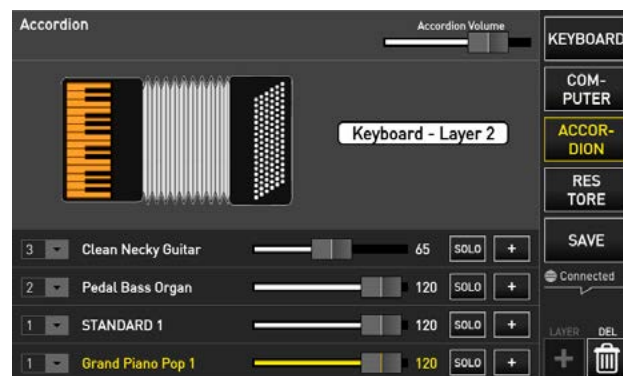 Accordion
Accordion Volume
Keyboard - Layer 2
3 Clean Necky Guitar 65 SOLO +
2 Pedal Bass Organ 120 SOLO +
1 STANDARD 1 120 SOLO +
1 Grand Piano Pop 1 120 SOLO +
KEYBOARD
COM-
PUTER
ACCOR-
DION
RES
TORE
SAVE
Connected
LAYER DEL
+